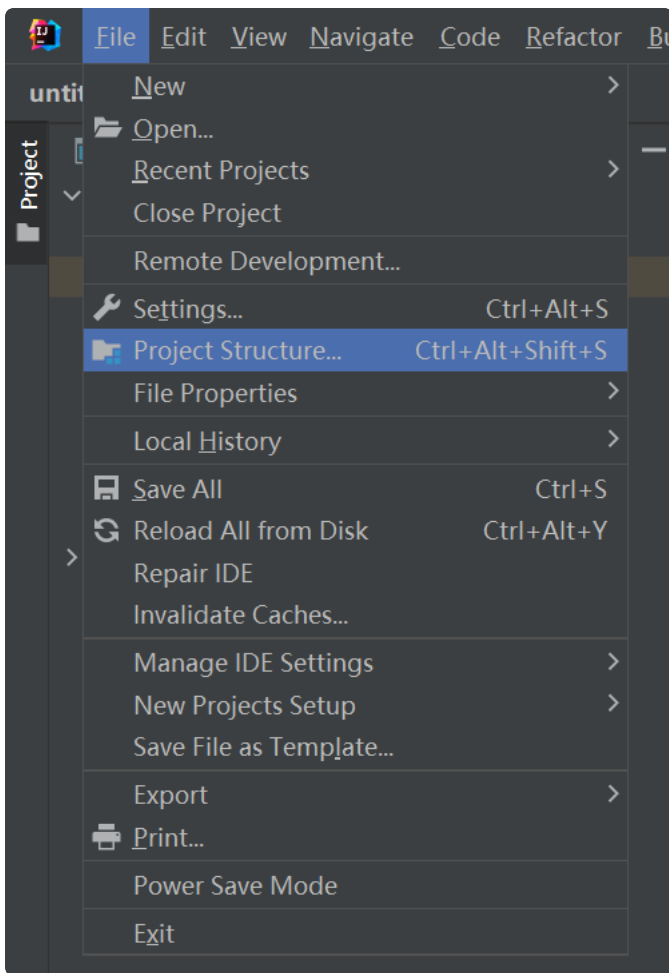 IJ
File Edit View Navigate Code Refactor
Project
New
Open...
Recent Projects
Close Project
Remote Development...
Settings... Ctrl+Alt+S
Project Structure... Ctrl+Alt+Shift+S
File Properties
Local History
Save All Ctrl+S
Reload All from Disk Ctrl+Alt+Y
Repair IDE
Invalidate Caches...
Manage IDE Settings
New Projects Setup
Save File as Template...
Export
Print...
Power Save Mode
Exit